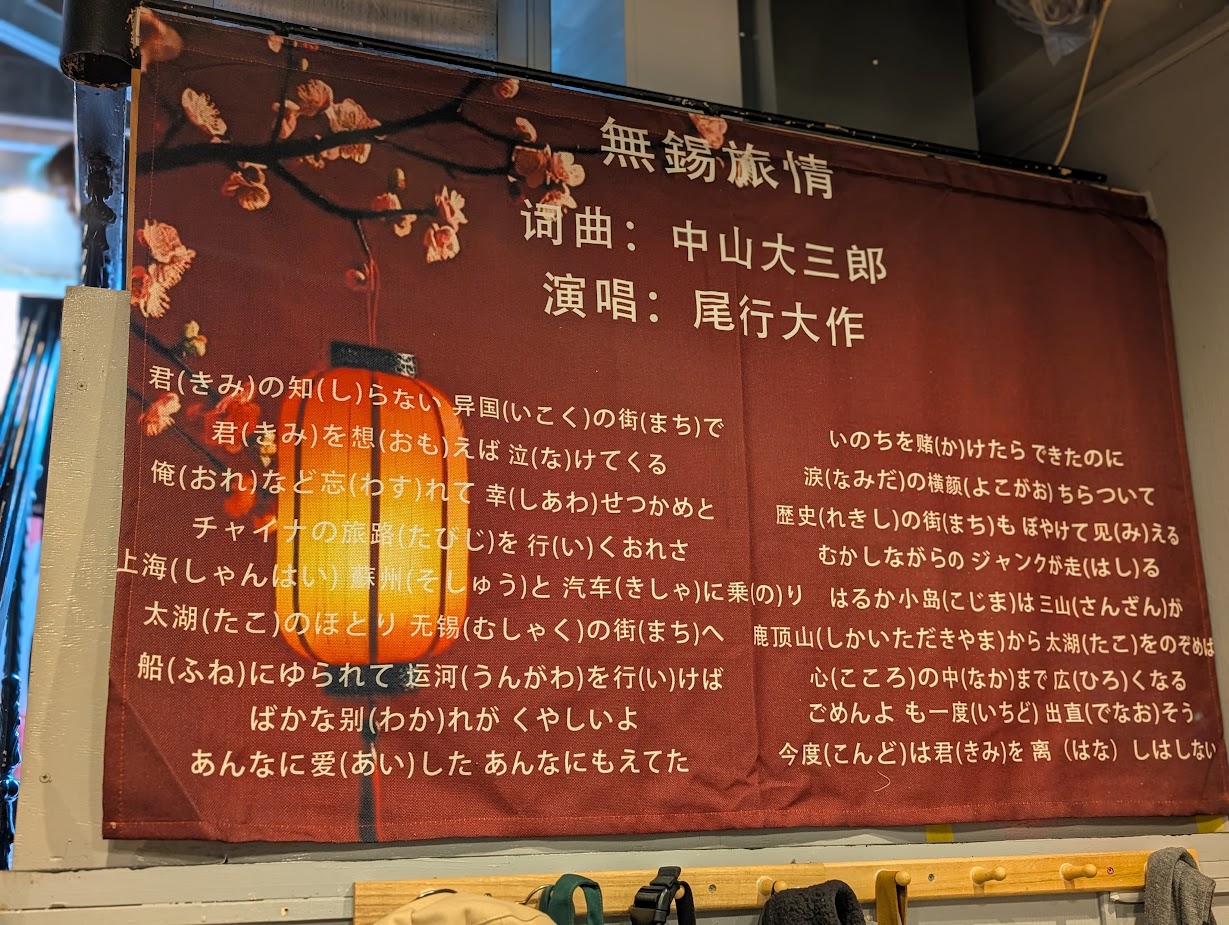 無錫旅情
词曲：中山大三郎
演唱：尾行大作
君(きみ)の知(し)らない 异国(いこく)の街(まち)で
君(きみ)を想(おも)えば 泣(な)けてくる
俺(おれ)など忘(わす)れて 幸(しあわ)せつかめと
チャイナの旅路(たびじ)を 行(い)くおれさ
上海(しゃんはい) 蘇州(そしゅう)と 汽车(きしゃ)に乗(の)り
太湖(たこ)のほとり 无锡(むしゃく)の街(まち)へ
船(ふね)にゆられて 运河(うんがわ)を行(い)けば
ばかな别(わか)れが くやしいよ
あんなに爱(あい)した あんなにもえてた
いのちを赌(か)けたら できたのに
涙(なみだ)の横颜(よこがお) ちらついて
歴史(れきし)の街(まち)も ぼやけて 见(み)える
むかしながらの ジャンクが走(はし)る
はるか小岛(こじま)は 三山(さんざん)が
鹿顶山(しかいただきやま)から 太湖(たこ)をのぞめば
心(こころ)の中(なか)まで 広(ひろ)くなる
ごめんよ も一度(いちど) 出直(でなお)そう
今度(こんど)は君(きみ)を 离（はな）しはしない